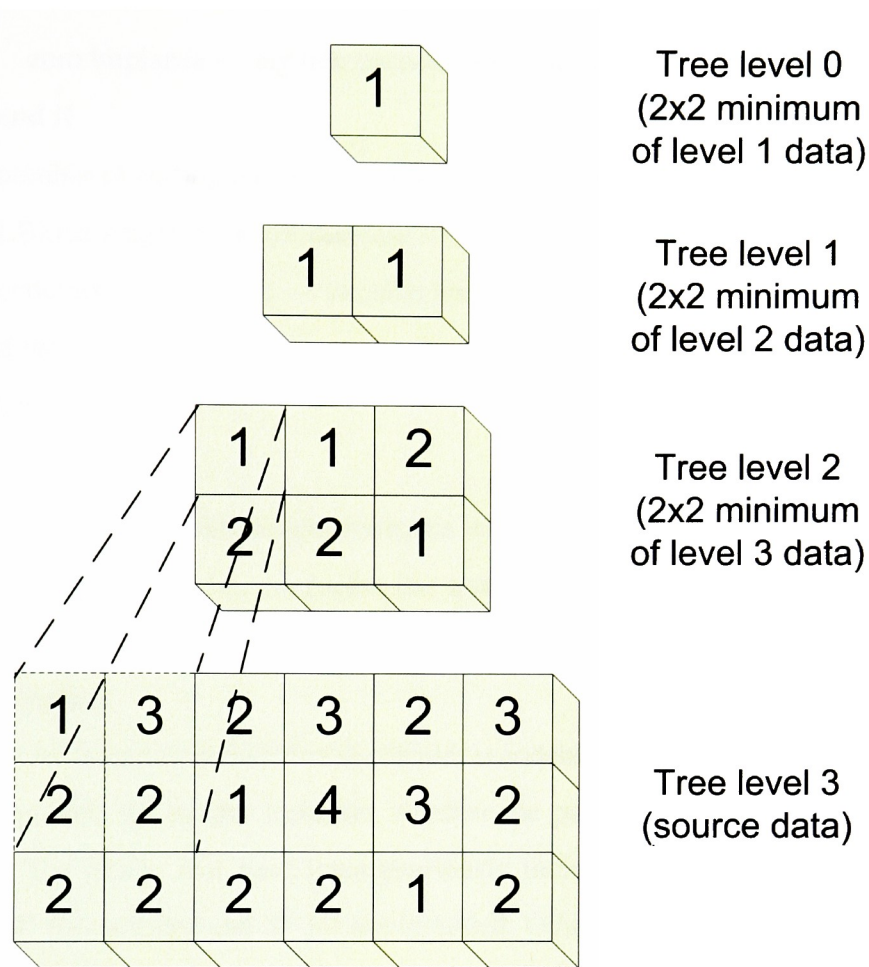 1
Tree level 0
(2x2 minimum
of level 1 data)
1 1
Tree level 1
(2x2 minimum
of level 2 data)
1 1 2
2 2 1
Tree level 2
(2x2 minimum
of level 3 data)
1 3 2 3 2 3
2 2 1 4 3 2
2 2 2 2 1 2
Tree level 3
(source data)